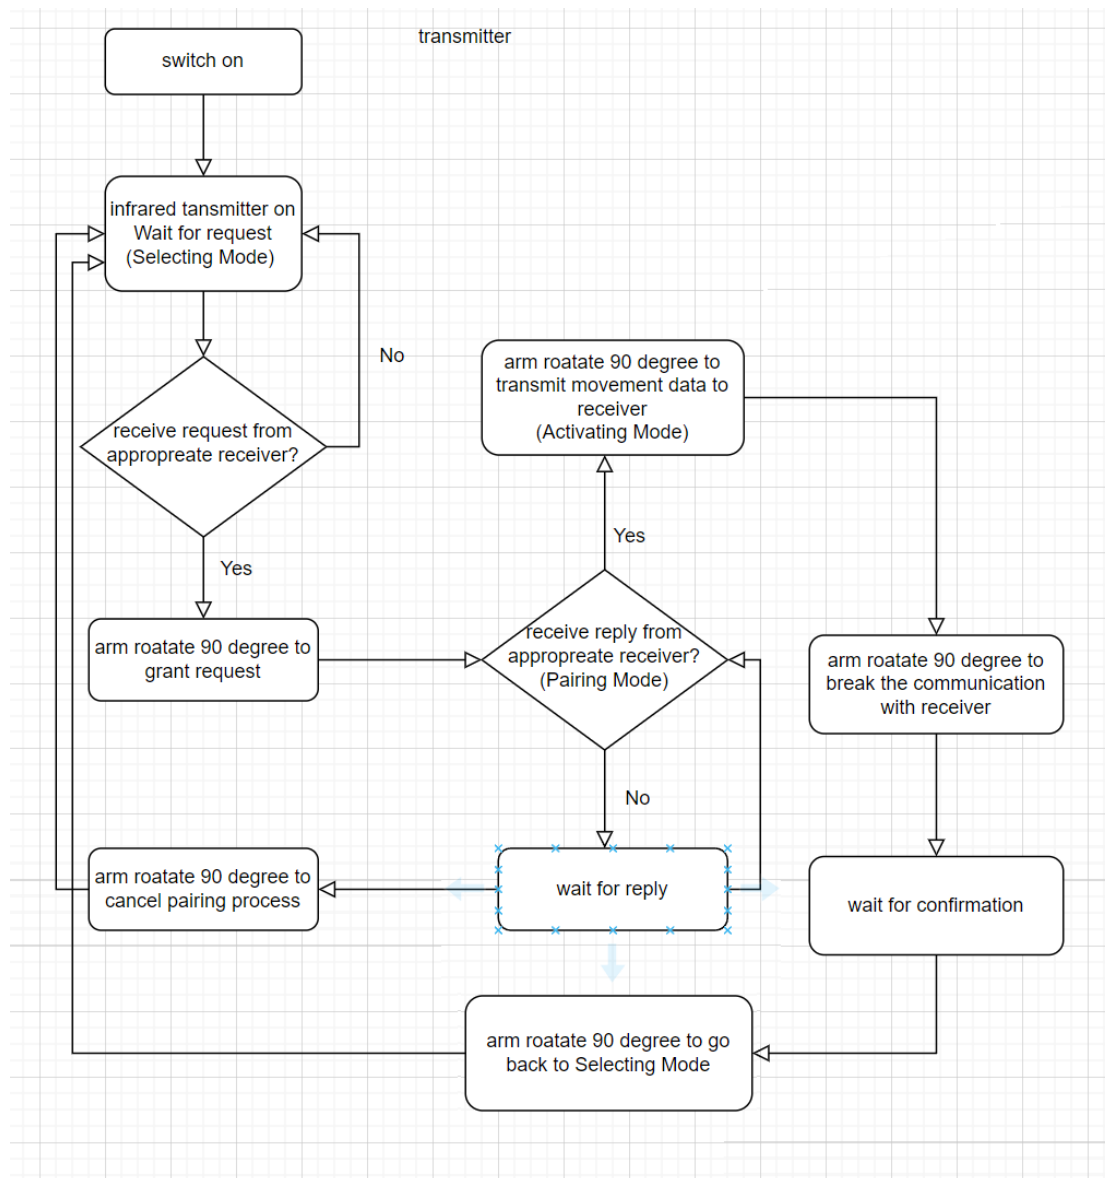 transmitter
switch on
infrared tansmitter on
Wait for request
(Selecting Mode)
No
receive request from
appropreate receiver?
Yes
arm roatate 90 degree to
transmit movement data to
receiver
(Activating Mode)
Yes
arm roatate 90 degree to
grant request
receive reply from
appropreate receiver?
(Pairing Mode)
arm roatate 90 degree to
break the communication
with receiver
No
arm roatate 90 degree to
cancel pairing process
wait for reply
wait for confirmation
arm roatate 90 degree to go
back to Selecting Mode